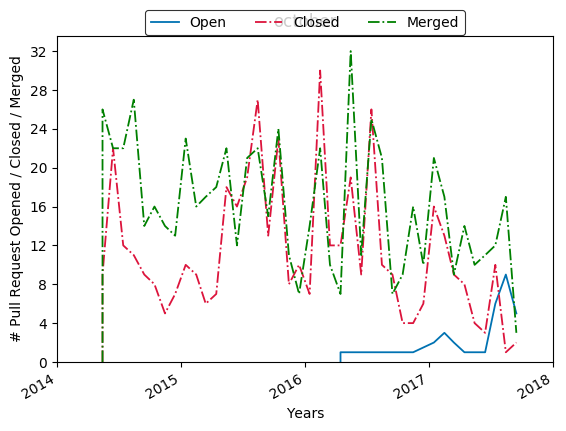 october
Open Closed Merged
# Pull Request Opened / Closed / Merged
32
28
24
20
16
12
8
4
0
2014 2015 2016 2017 2018
Years